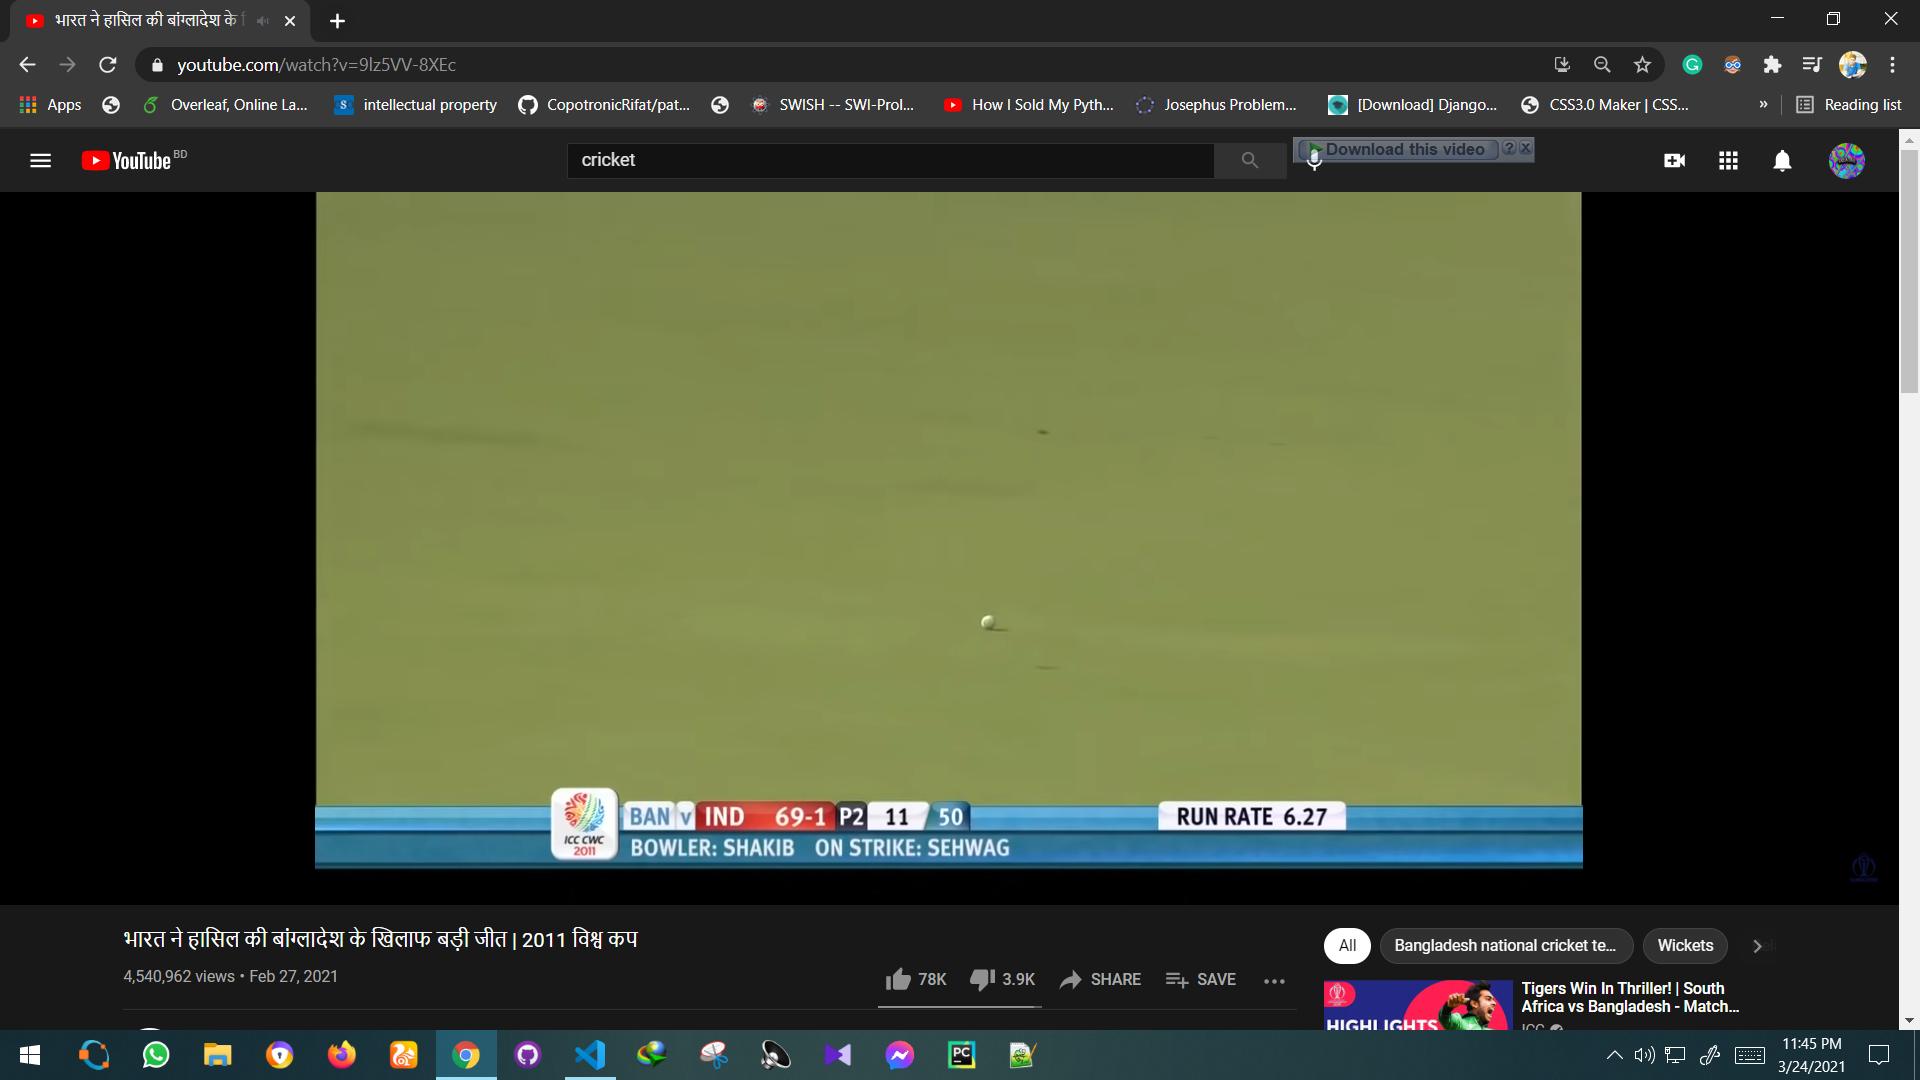 भारत ने हासिल की बांग्लादेश के
youtube.com/watch?v=9lz5VV-8XEc
Apps
Overleaf, Online La...
intellectual property
CopotronicRifat/pat...
SWISH -- SWI-Prol...
How I Sold My Pyth...
Josephus Problem...
[Download] Django...
CSS3.0 Maker | CSS...
»
Reading list
YouTube BD
cricket
Download this video ? x
BAN v IND 69-1 P2 11 50
RUN RATE 6.27
ICC CWC 2011
BOWLER: SHAKIB ON STRIKE: SEHWAG
भारत ने हासिल की बांग्लादेश के खिलाफ बड़ी जीत | 2011 विश्व कप
4,540,962 views • Feb 27, 2021
78K
3.9K
SHARE
SAVE
All
Bangladesh national cricket te...
Wickets
Tigers Win In Thriller! | South
Africa vs Bangladesh - Match...
ICC
HIGHLIGHTS
PC
11:45 PM
3/24/2021